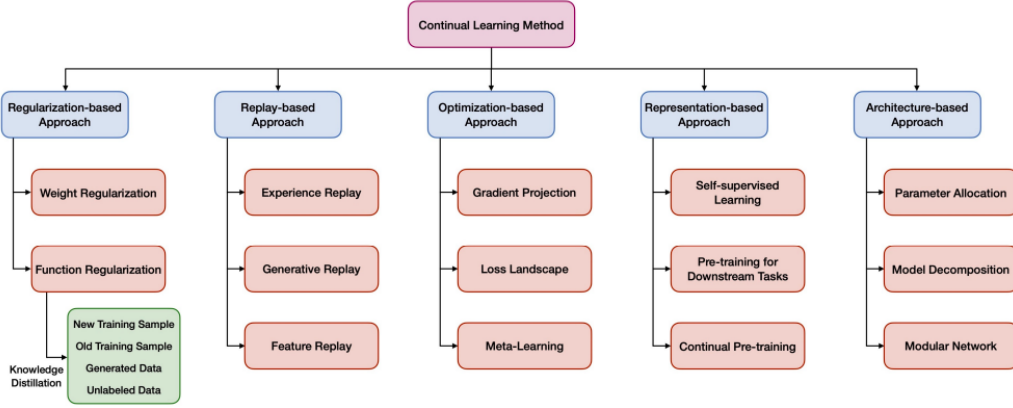 Continual Learning Method
Regularization-based
Approach
Replay-based
Approach
Optimization-based
Approach
Representation-based
Approach
Architecture-based
Approach
Weight Regularization
Experience Replay
Gradient Projection
Self-supervised
Learning
Parameter Allocation
Function Regularization
Generative Replay
Loss Landscape
Pre-training for
Downstream Tasks
Model Decomposition
New Training Sample
Old Training Sample
Generated Data
Unlabeled Data
Knowledge
Distillation
Feature Replay
Meta-Learning
Continual Pre-training
Modular Network